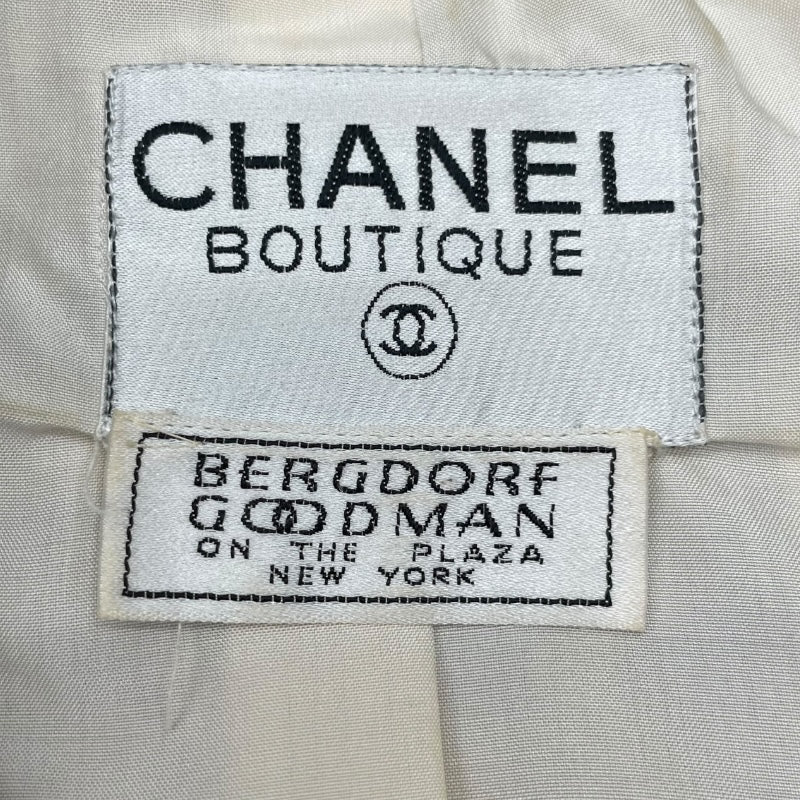 CHANEL
BOUTIQUE
BERGDORF
GOODMAN
ON THE PLAZA
NEW YORK